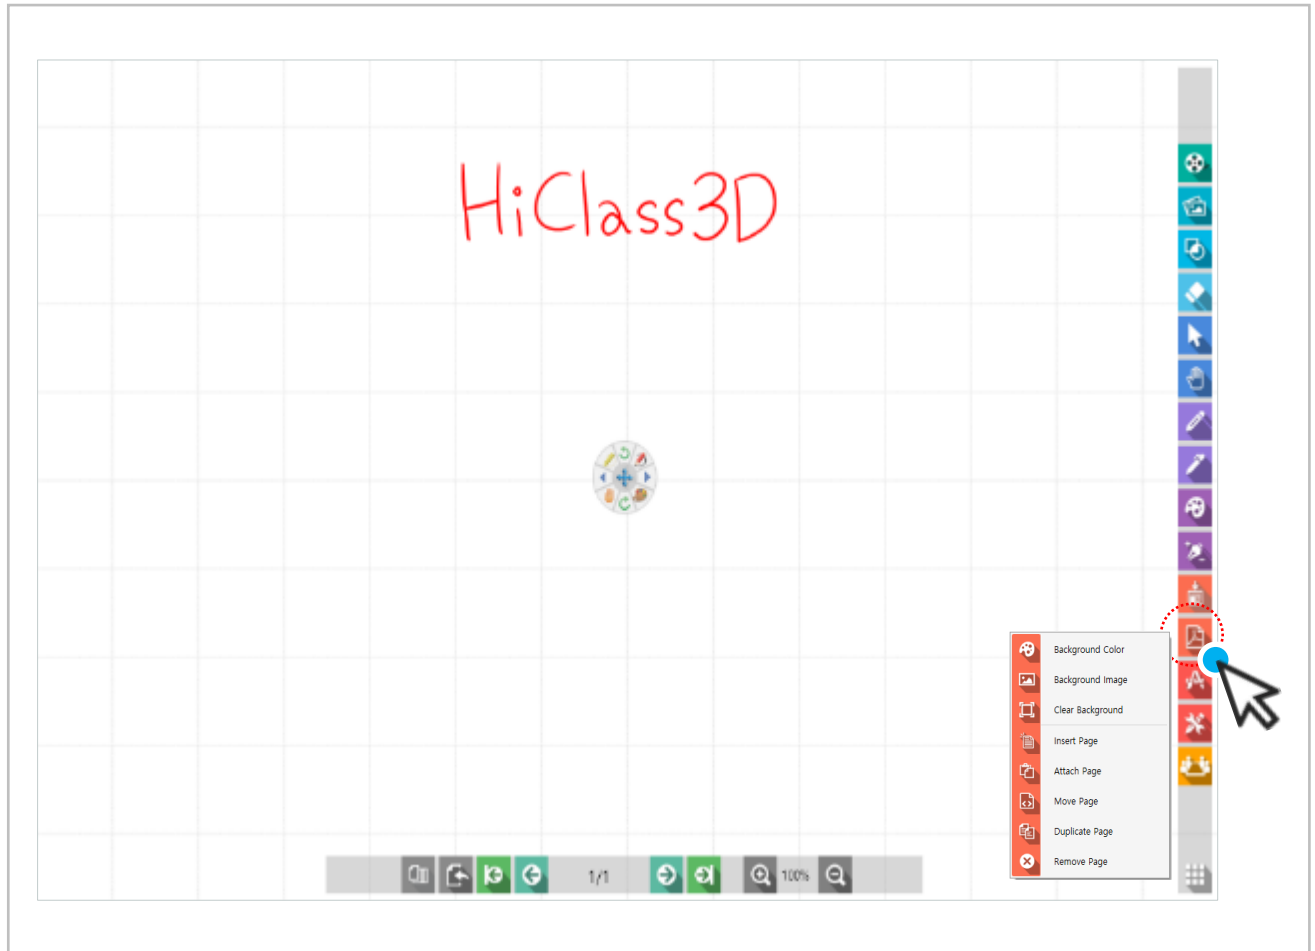 HiClass3D
Background Color
Background Image
Clear Background
Insert Page
Attach Page
Move Page
Duplicate Page
Remove Page
1/1
100%